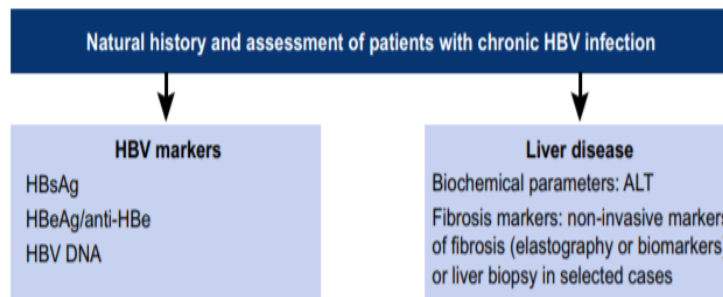 Natural history and assessment of patients with chronic HBV infection
HBV markers
HBsAg
HBeAg/anti-HBe
HBV DNA
Liver disease
Biochemical parameters: ALT
Fibrosis markers: non-invasive markers
of fibrosis (elastography or biomarkers
or liver biopsy in selected cases